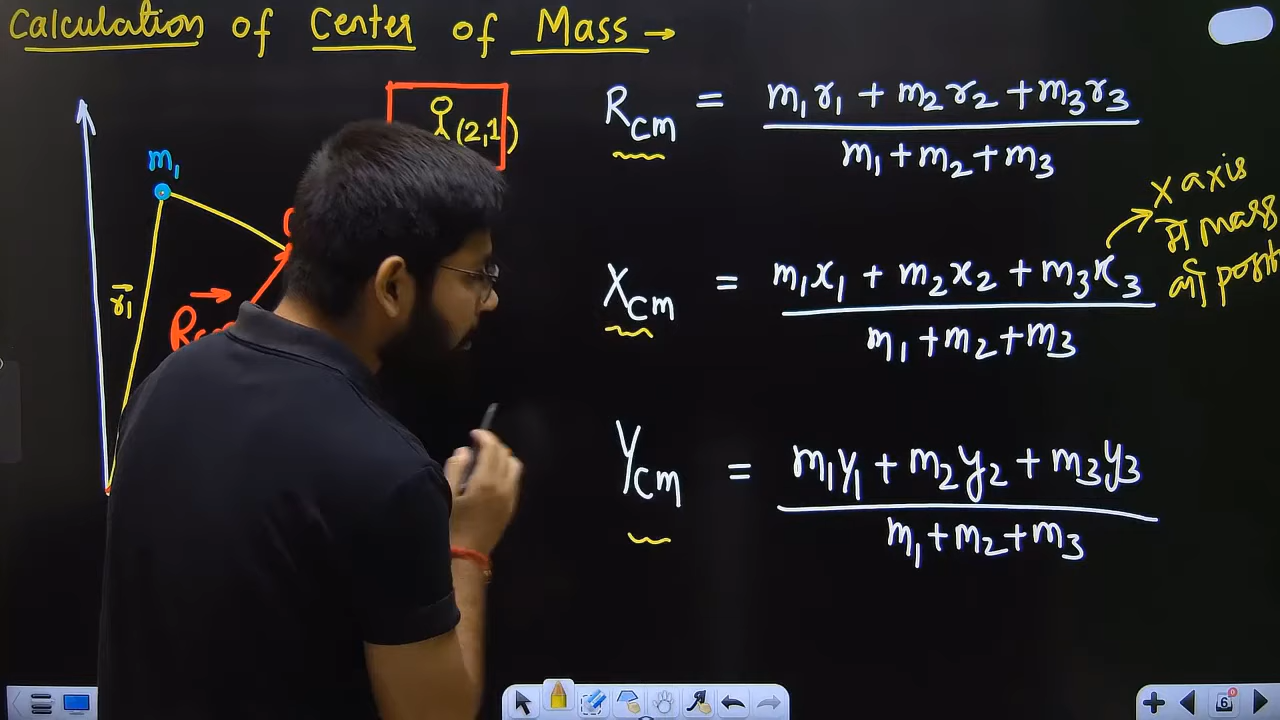 Calculation of Center of Mass →
(2,1)
m₁
r₁
Rcm = m₁r₁ + m₂r₂ + m₃r₃
m₁ + m₂ + m₃
Xcm = m₁x₁ + m₂x₂ + m₃x₃
m₁ + m₂ + m₃
x axis
में mass
की
Ycm = m₁y₁ + m₂y₂ + m₃y₃
m₁ + m₂ + m₃
6